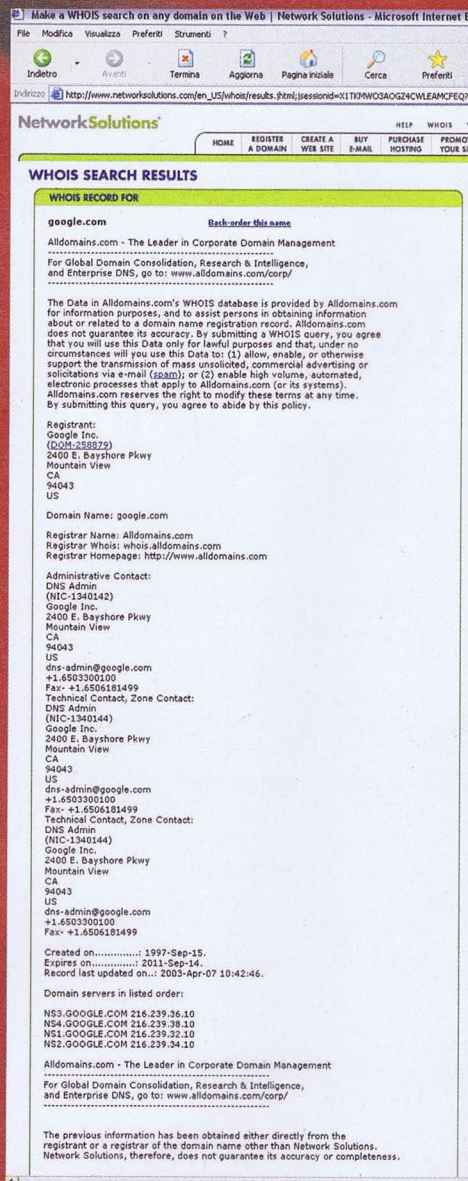 Make a WHOIS search on any domain on the Web | Network Solutions - Microsoft Internet E
File Modifica Visualizza Preferiti Strumenti ?
Indietro Avanti Termina Aggiorna Pagina iniziale Cerca Preferiti
Indirizzo http://www.networksolutions.com/en_US/whois/results.jhtml;jsessionid=X1TKMWO3AOGZ4CWLEAMCFEQ?
NetworkSolutions
HELP WHOIS
HOME REGISTER A DOMAIN CREATE A WEB SITE BUY E-MAIL PURCHASE HOSTING PROMO YOUR S
WHOIS SEARCH RESULTS
WHOIS RECORD FOR
google.com Back-order this name
Alldomains.com - The Leader in Corporate Domain Management
----------------------------------------
For Global Domain Consolidation, Research & Intelligence,
and Enterprise DNS, go to: www.alldomains.com/corp/
----------------------------------------
The Data in Alldomains.com's WHOIS database is provided by Alldomains.com
for information purposes, and to assist persons in obtaining information
about or related to a domain name registration record. Alldomains.com
does not guarantee its accuracy. By submitting a WHOIS query, you agree
that you will use this Data only for lawful purposes and that, under no
circumstances will you use this Data to: (1) allow, enable, or otherwise
support the transmission of mass unsolicited, commercial advertising or
solicitations via e-mail (spam); or (2) enable high volume, automated,
electronic processes that apply to Alldomains.com (or its systems).
Alldomains.com reserves the right to modify these terms at any time.
By submitting this query, you agree to abide by this policy.
Registrant:
Google Inc.
(DOM-258879)
2400 E. Bayshore Pkwy
Mountain View
CA
94043
US
Domain Name: google.com
Registrar Name: Alldomains.com
Registrar Whois: whois.alldomains.com
Registrar Homepage: http://www.alldomains.com
Administrative Contact:
DNS Admin
(NIC-1340142)
Google Inc.
2400 E. Bayshore Pkwy
Mountain View
CA
94043
US
dns-admin@google.com
+1.6503300100
Fax- +1.6506181499
Technical Contact, Zone Contact:
DNS Admin
(NIC-1340144)
Google Inc.
2400 E. Bayshore Pkwy
Mountain View
CA
94043
US
dns-admin@google.com
+1.6503300100
Fax- +1.6506181499
Technical Contact, Zone Contact:
DNS Admin
(NIC-1340144)
Google Inc.
2400 E. Bayshore Pkwy
Mountain View
CA
94043
US
dns-admin@google.com
+1.6503300100
Fax- +1.6506181499
Created on..............: 1997-Sep-15.
Expires on..............: 2011-Sep-14.
Record last updated on..: 2003-Apr-07 10:42:46.
Domain servers in listed order:
NS3.GOOGLE.COM 216.239.36.10
NS4.GOOGLE.COM 216.239.38.10
NS1.GOOGLE.COM 216.239.32.10
NS2.GOOGLE.COM 216.239.34.10
Alldomains.com - The Leader in Corporate Domain Management
----------------------------------------
For Global Domain Consolidation, Research & Intelligence,
and Enterprise DNS, go to: www.alldomains.com/corp/
----------------------------------------
The previous information has been obtained either directly from the
registrant or a registrar of the domain name other than Network Solutions.
Network Solutions, therefore, does not guarantee its accuracy or completeness.